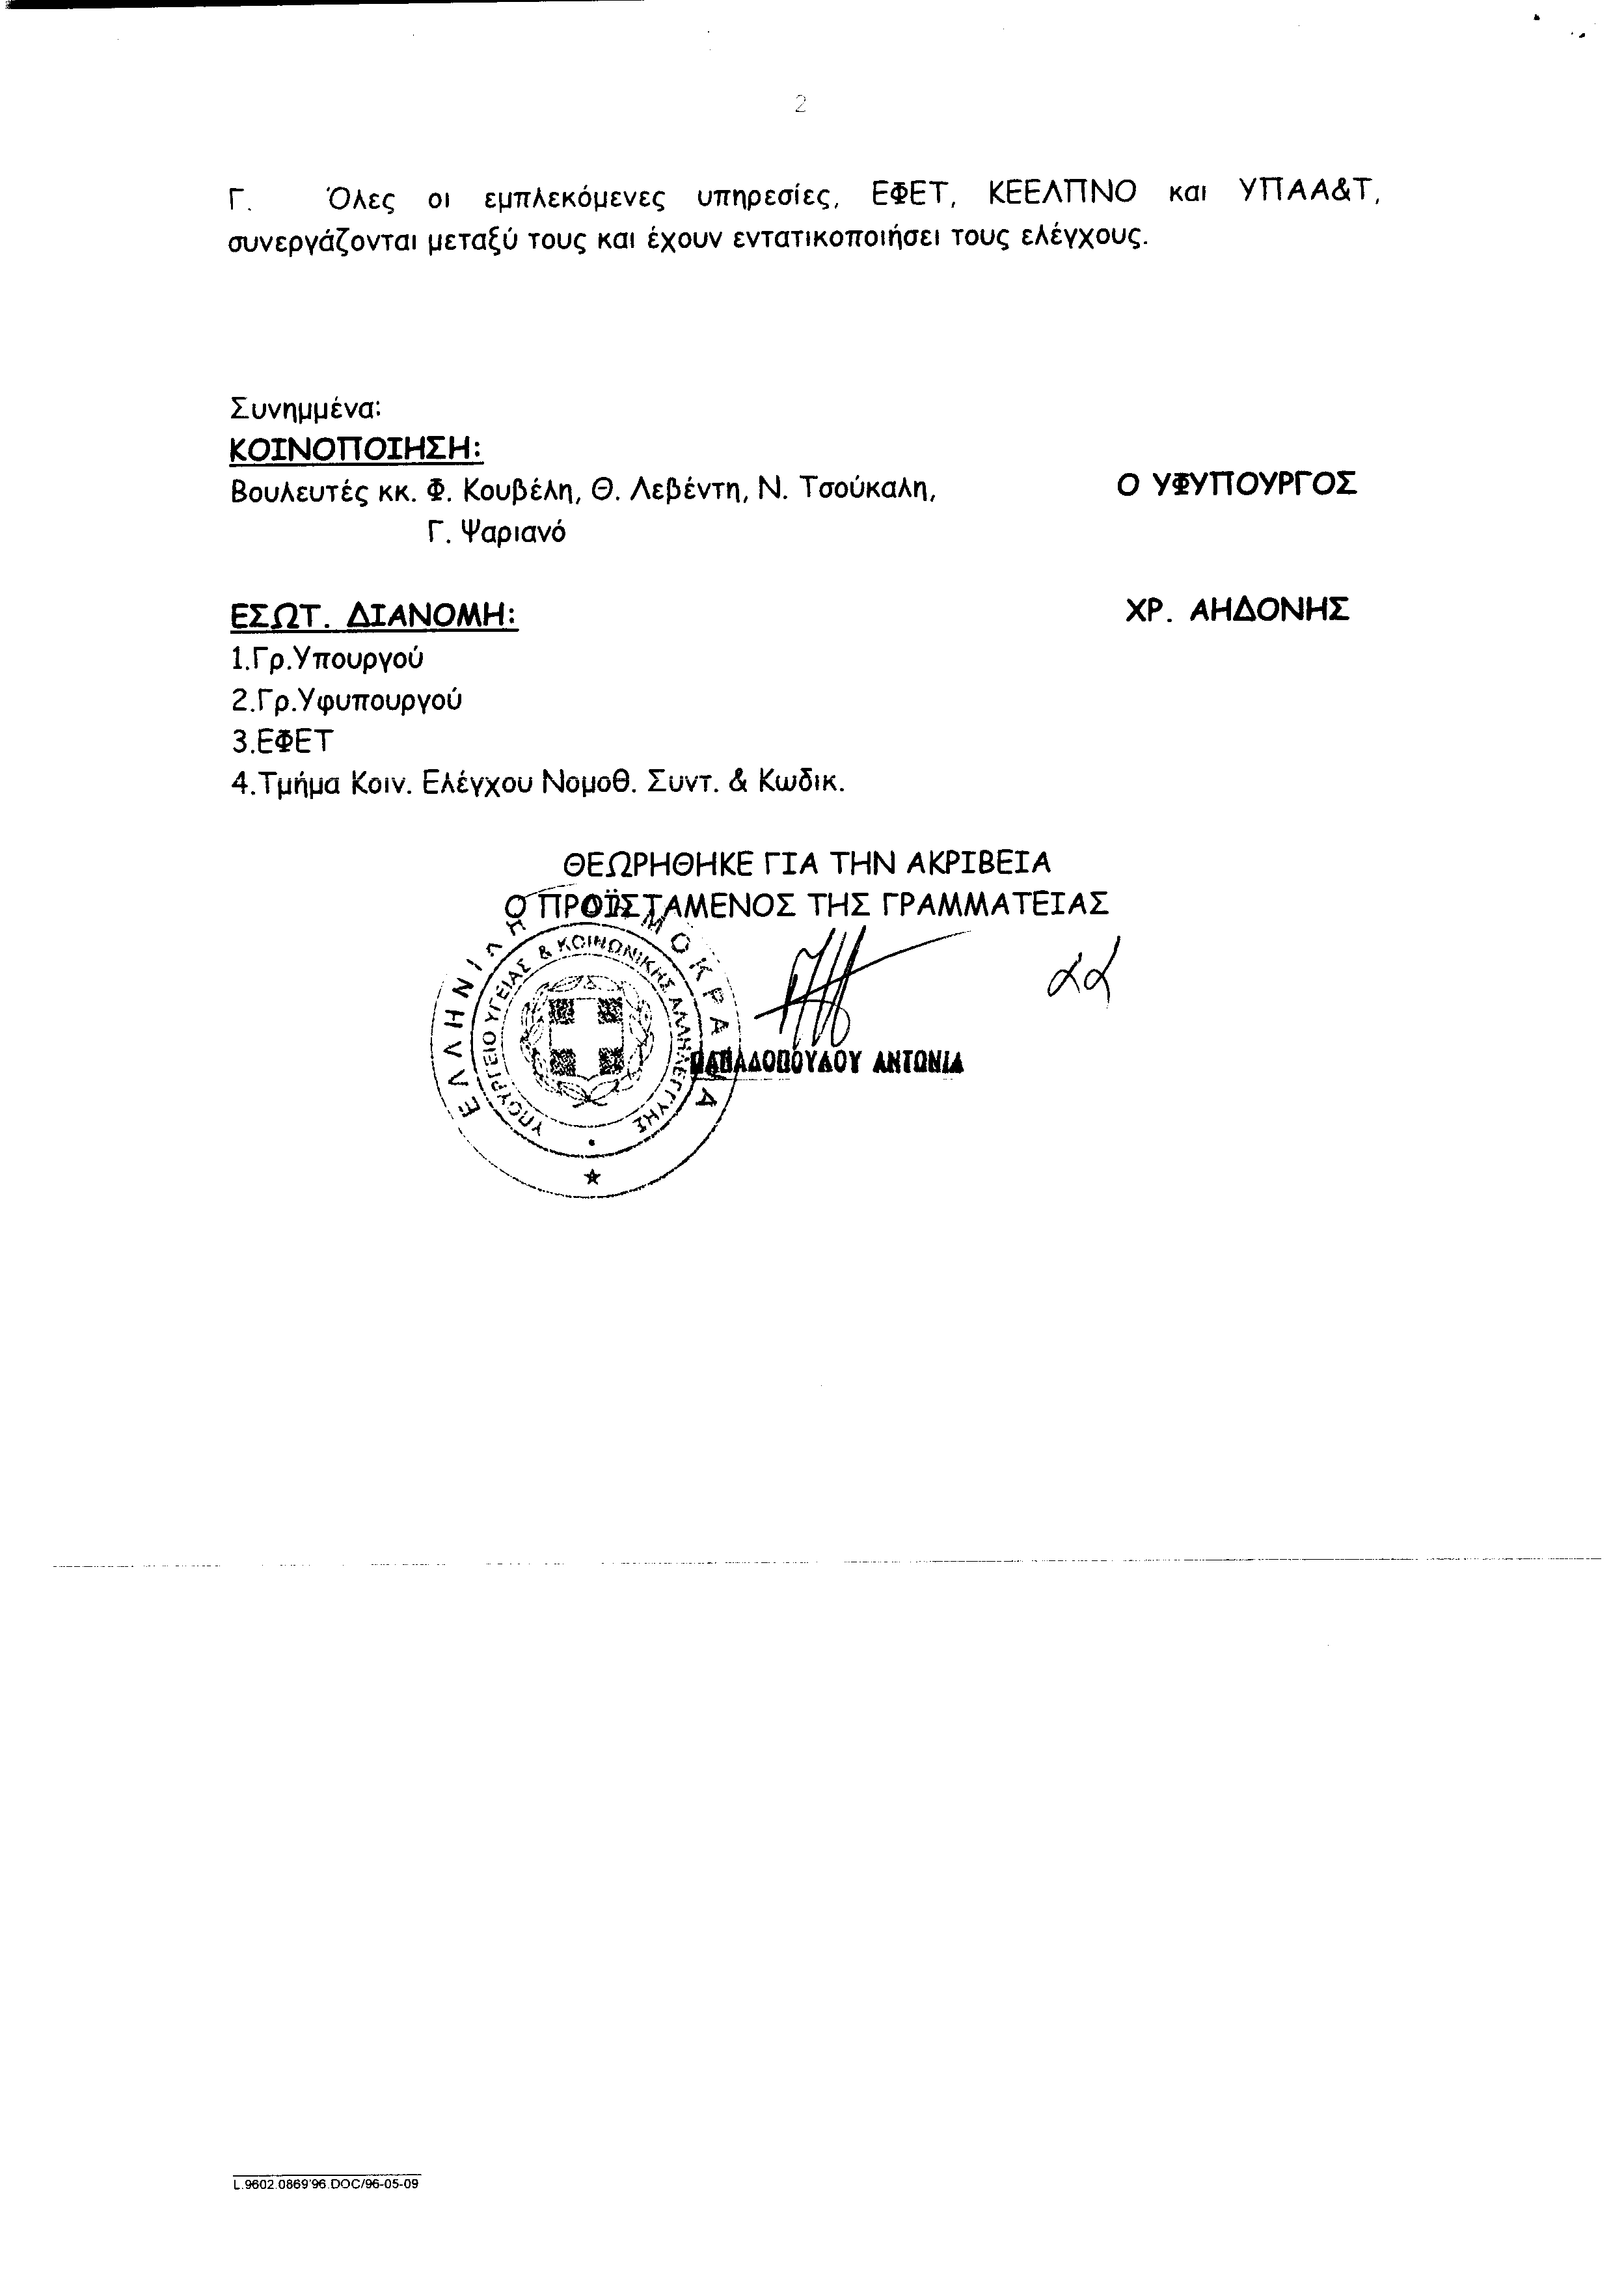 2
Γ. Όλες οι εμπλεκόμενες υπηρεσίες, ΕΦΕΤ, ΚΕΕΛΠΝΟ και ΥΠΑΑ&Τ,
συνεργάζονται μεταξύ τους και έχουν εντατικοποιήσει τους ελέγχους.
Συνημμένα:
ΚΟΙΝΟΠΟΙΗΣΗ:
Βουλευτές κκ. Φ. Κουβέλη, Θ. Λεβέντη, Ν. Τσούκαλη,
Γ. Ψαριανό
Ο ΥΦΥΠΟΥΡΓΟΣ
ΧΡ. ΑΗΔΟΝΗΣ
ΕΣΩΤ. ΔΙΑΝΟΜΗ:
1.Γρ.Υπουργού
2.Γρ.Υφυπουργού
3.ΕΦΕΤ
4.Τμήμα Κοιν. Ελέγχου Νομοθ. Συντ. & Κωδικ.
ΘΕΩΡΗΘΗΚΕ ΓΙΑ ΤΗΝ ΑΚΡΙΒΕΙΑ
Ο ΠΡΟΪΣΤΑΜΕΝΟΣ ΤΗΣ ΓΡΑΜΜΑΤΕΙΑΣ
ΕΛΛΗΝΙΚΗ ΔΗΜΟΚΡΑΤΙΑ
ΥΠΟΥΡΓΕΙΟ ΥΓΕΙΑΣ & ΚΟΙΝΩΝΙΚΗΣ ΑΛΛΗΛΕΓΓΥΗΣ
ΠΑΠΑΔΟΠΟΥΛΟΥ ΑΝΤΩΝΙΑ
L.9602.0869'96.DOC/96-05-09